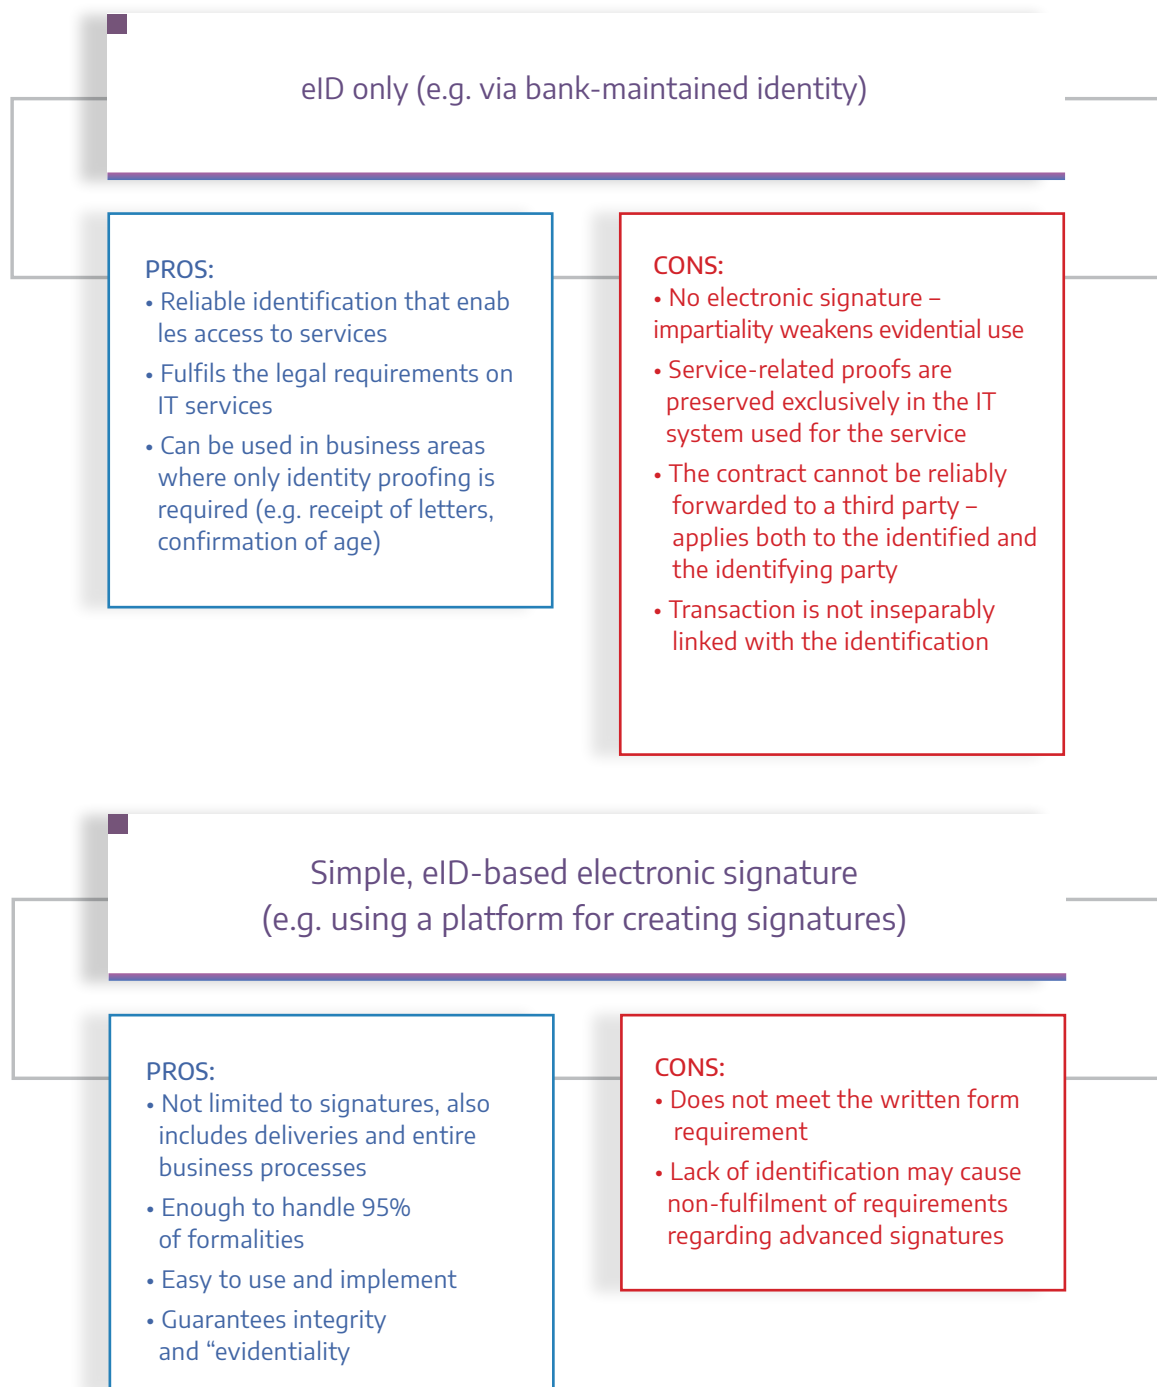 eID only (e.g. via bank-maintained identity)
PROS:
• Reliable identification that enab
les access to services
• Fulfils the legal requirements on
IT services
• Can be used in business areas
where only identity proofing is
required (e.g. receipt of letters,
confirmation of age)
CONS:
• No electronic signature –
impartiality weakens evidential use
• Service-related proofs are
preserved exclusively in the IT
system used for the service
• The contract cannot be reliably
forwarded to a third party –
applies both to the identified and
the identifying party
• Transaction is not inseparably
linked with the identification
Simple, eID-based electronic signature
(e.g. using a platform for creating signatures)
PROS:
• Not limited to signatures, also
includes deliveries and entire
business processes
• Enough to handle 95%
of formalities
• Easy to use and implement
• Guarantees integrity
and “evidentiality
CONS:
• Does not meet the written form
requirement
• Lack of identification may cause
non-fulfilment of requirements
regarding advanced signatures